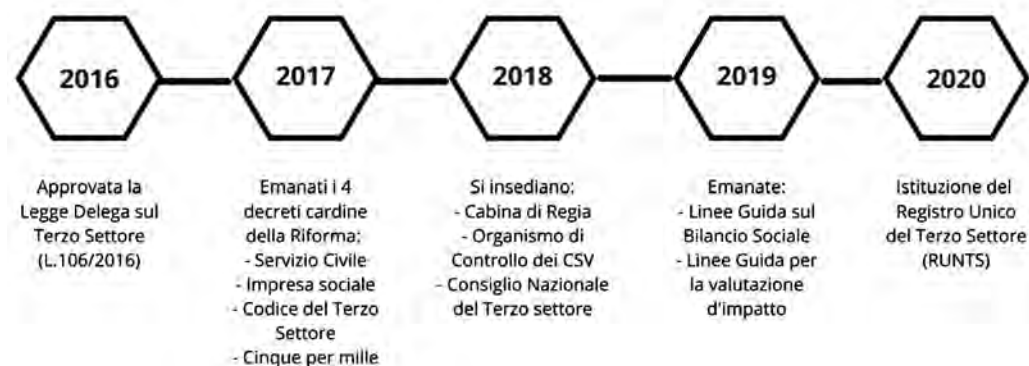 2016
2017
2018
2019
2020
Approvata la
Legge Delega sul
Terzo Settore
(L.106/2016)
Emanati i 4
decreti cardine
della Riforma:
- Servizio Civile
- Impresa sociale
- Codice del Terzo
Settore
- Cinque per mille
Si insediano:
- Cabina di Regia
- Organismo di
Controllo dei CSV
- Consiglio Nazionale
del Terzo settore
Emanate:
- Linee Guida sul
Bilancio Sociale
- Linee Guida per
la valutazione
d'impatto
Istituzione del
Registro Unico
del Terzo Settore
(RUNTS)